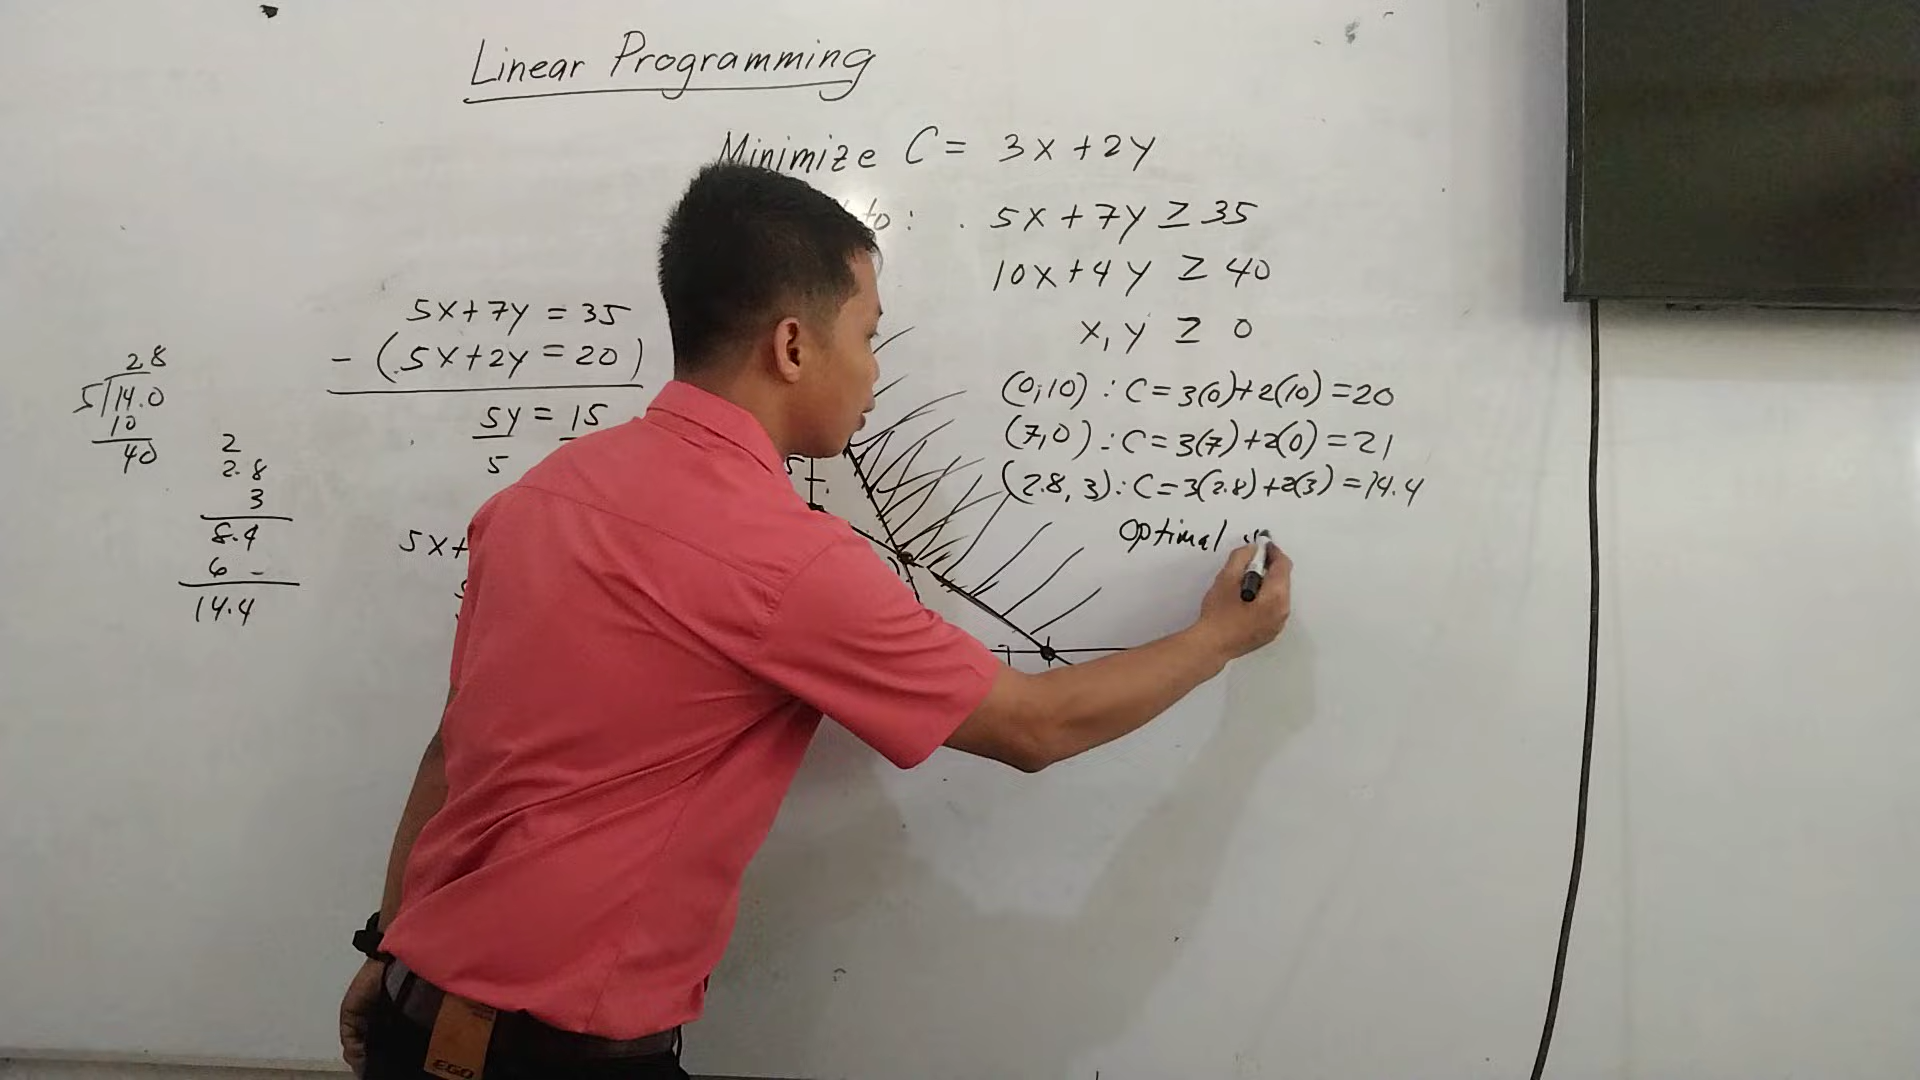 Linear Programming
Minimize C = 3x + 2y
to: . 5x + 7y ≥ 35
10x + 4y ≥ 40
x, y ≥ 0
(0,10) : C = 3(0)+2(10) = 20
(7,0) : C = 3(7)+2(0) = 21
(2.8, 3) : C = 3(2.8)+2(3) = 14.4
Optimal
5x + 7y = 35
- (5x + 2y = 20)
5y = 15
5
5x+
2 8
5 14.0
10
40
2
2.8
3
8.4
6 -
14.4
5
7
EGO